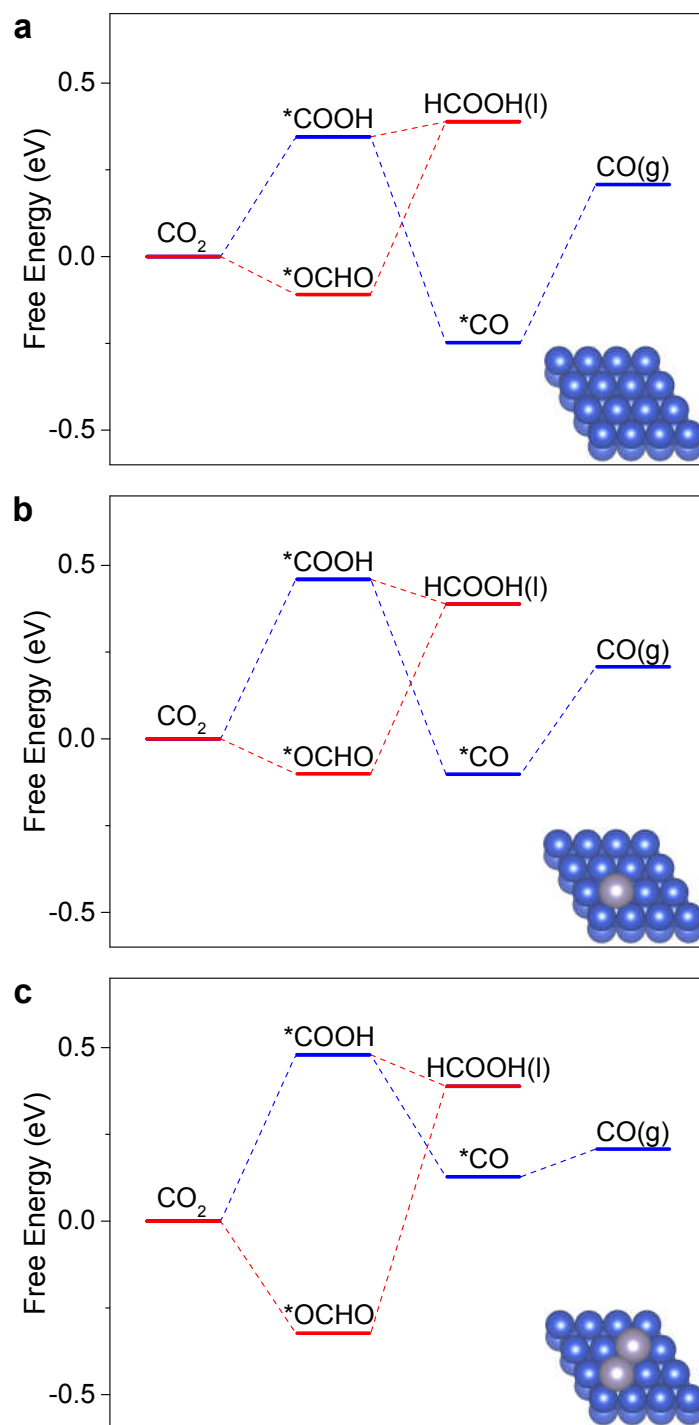 a
0.5
*COOH
HCOOH(l)
CO(g)
CO₂
0.0
*OCHO
*CO
-0.5
Free Energy (eV)
b
0.5
*COOH
HCOOH(l)
CO(g)
CO₂
0.0
*OCHO
*CO
-0.5
Free Energy (eV)
c
0.5
*COOH
HCOOH(l)
*CO
CO(g)
CO₂
0.0
*OCHO
-0.5
Free Energy (eV)